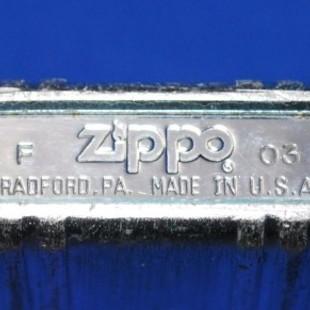 F Zippo® 03
RADFORD.PA. MADE IN U.S.A